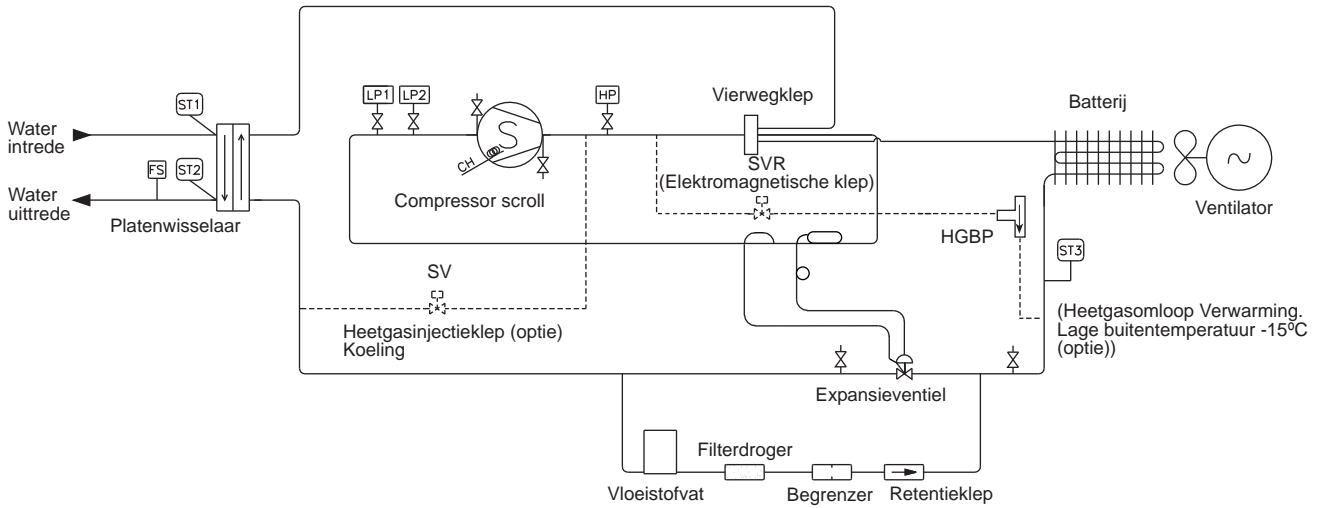 LP1
LP2
HP
Vierwegklep
Batterij
ST1
Water
intrede
CH
S
SVR
(Elektromagnetische klep)
FS
ST2
Water
uittrede
Compressor scroll
Platenwisselaar
Ventilator
HGBP
ST3
SV
Heetgasinjectieklep (optie)
Koeling
(Heetgasomloop Verwarming.
Lage buitentemperatuur -15ºC
(optie))
Expansieventiel
Filterdroger
Vloeistofvat
Begrenzer
Retentieklep